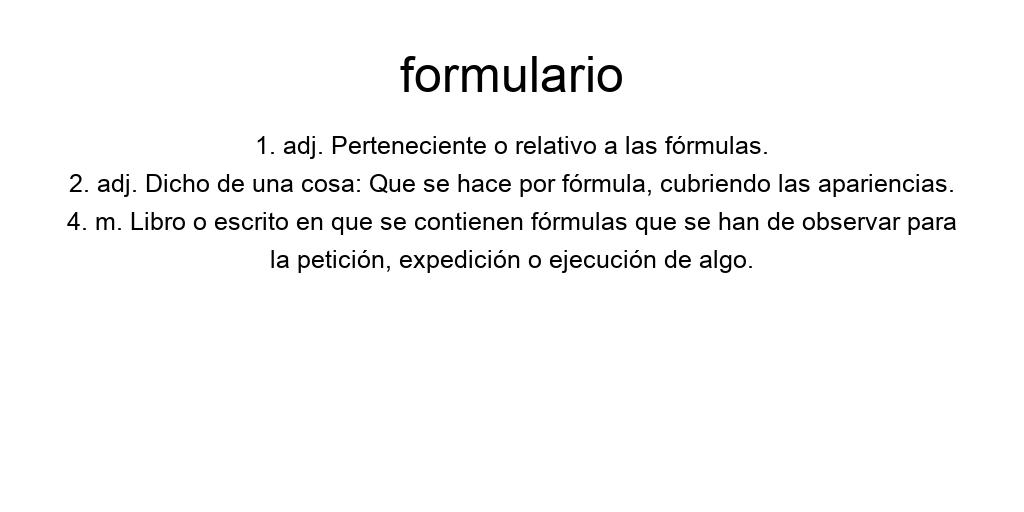 formulario
1. adj. Perteneciente o relativo a las fórmulas.
2. adj. Dicho de una cosa: Que se hace por fórmula, cubriendo las apariencias.
4. m. Libro o escrito en que se contienen fórmulas que se han de observar para
la petición, expedición o ejecución de algo.